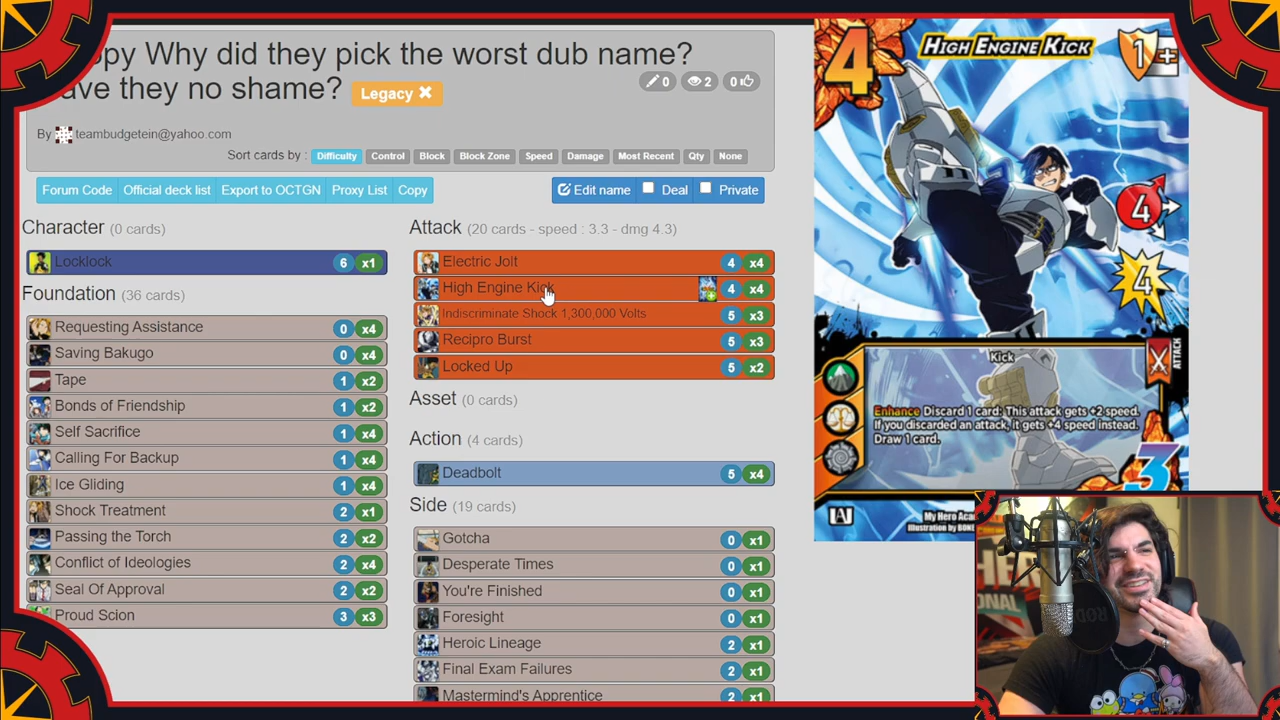 py Why did they pick the worst dub name?
ave they no shame? Legacy ✖
0 2 0
By teambudgetein@yahoo.com
Sort cards by : Difficulty Control Block Block Zone Speed Damage Most Recent Qty None
Forum Code Official deck list Export to OCTGN Proxy List Copy
Edit name Deal Private
Character (0 cards)
Locklock 6 x1
Foundation (36 cards)
Requesting Assistance 0 x4
Saving Bakugo 0 x4
Tape 1 x2
Bonds of Friendship 1 x2
Self Sacrifice 1 x4
Calling For Backup 1 x4
Ice Gliding 1 x4
Shock Treatment 2 x1
Passing the Torch 2 x2
Conflict of Ideologies 2 x4
Seal Of Approval 2 x2
Proud Scion 3 x3
Attack (20 cards - speed : 3.3 - dmg 4.3)
Electric Jolt 4 x4
High Engine Kick 4 x4
Indiscriminate Shock 1,300,000 Volts 5 x3
Recipro Burst 5 x3
Locked Up 5 x2
Asset (0 cards)
Action (4 cards)
Deadbolt 5 x4
Side (19 cards)
Gotcha 0 x1
Desperate Times 0 x1
You're Finished 0 x1
Foresight 0 x1
Heroic Lineage 2 x1
Final Exam Failures 2 x1
Mastermind's Apprentice 2 x1
4 HIGH ENGINE KICK 1+
4
4
Kick
ATTACK
Enhance Discard 1 card: This attack gets +2 speed.
If you discarded an attack, it gets +4 speed instead.
Draw 1 card.
3
My Hero Aca
Illustration by BON